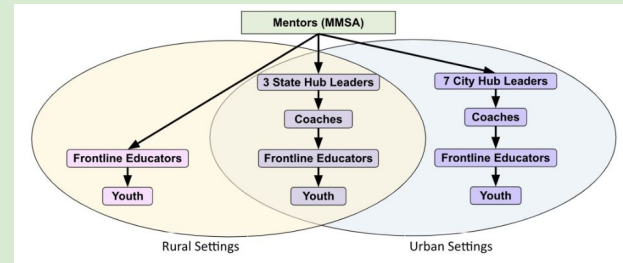 Mentors (MMSA)
3 State Hub Leaders
7 City Hub Leaders
Coaches
Coaches
Frontline Educators
Frontline Educators
Frontline Educators
Youth
Youth
Youth
Rural Settings
Urban Settings